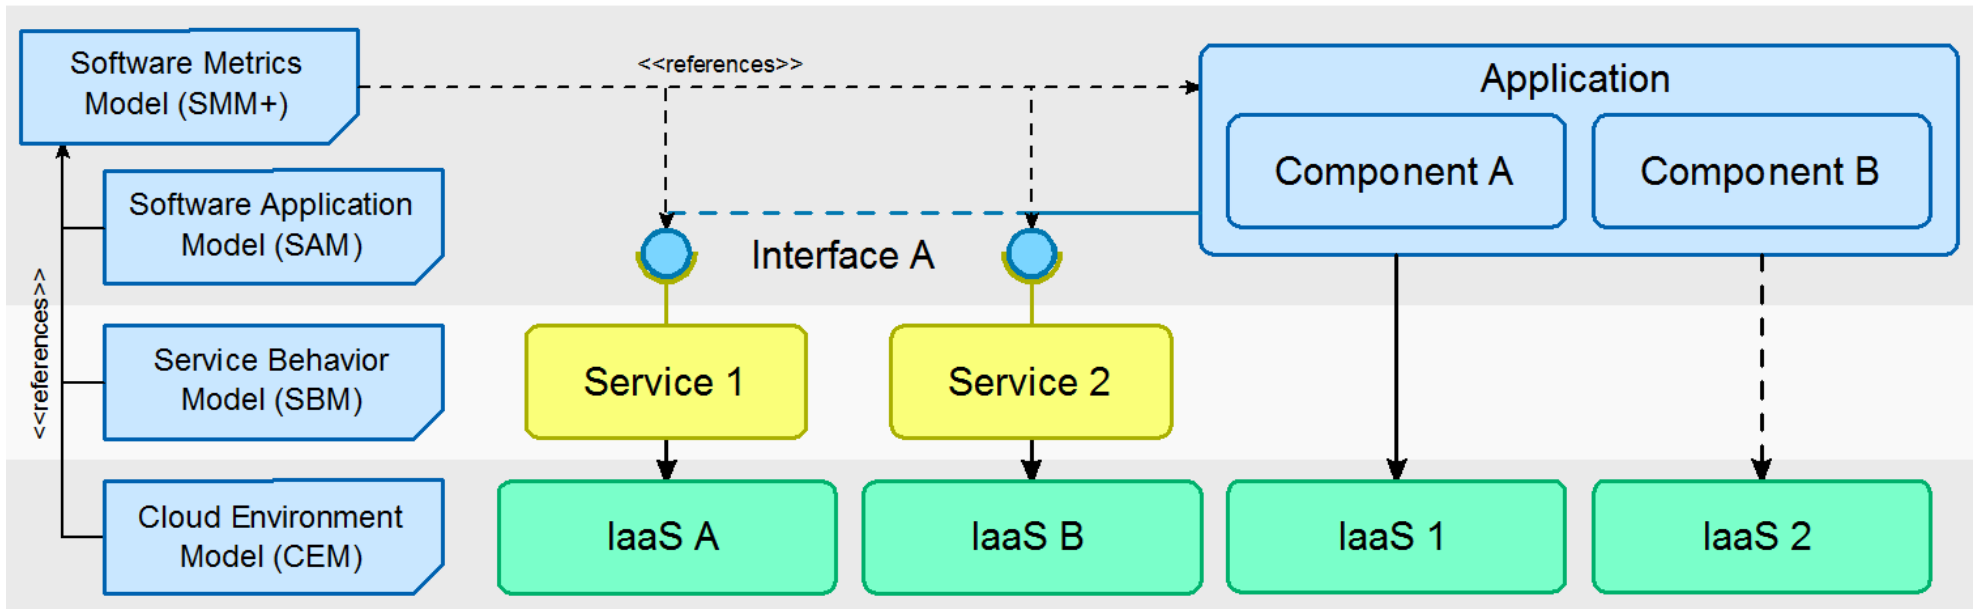 Software Metrics
Model (SMM+)
<<references>>
Application
Component A
Component B
Software Application
Model (SAM)
Interface A
<<references>>
Service Behavior
Model (SBM)
Service 1
Service 2
Cloud Environment
Model (CEM)
IaaS A
IaaS B
IaaS 1
IaaS 2